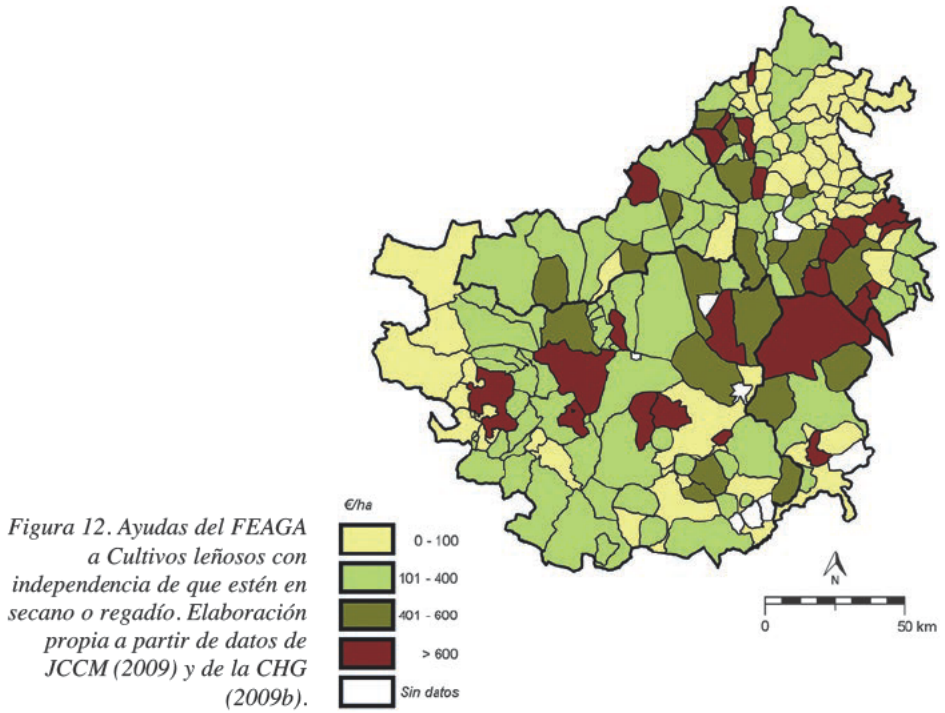 Figura 12. Ayudas del FEAGA
a Cultivos leñosos con
independencia de que estén en
secano o regadío. Elaboración
propia a partir de datos de
JCCM (2009) y de la CHG
(2009b).
€/ha
0 - 100
101 - 400
401 - 600
> 600
Sin datos
N
0 50 km